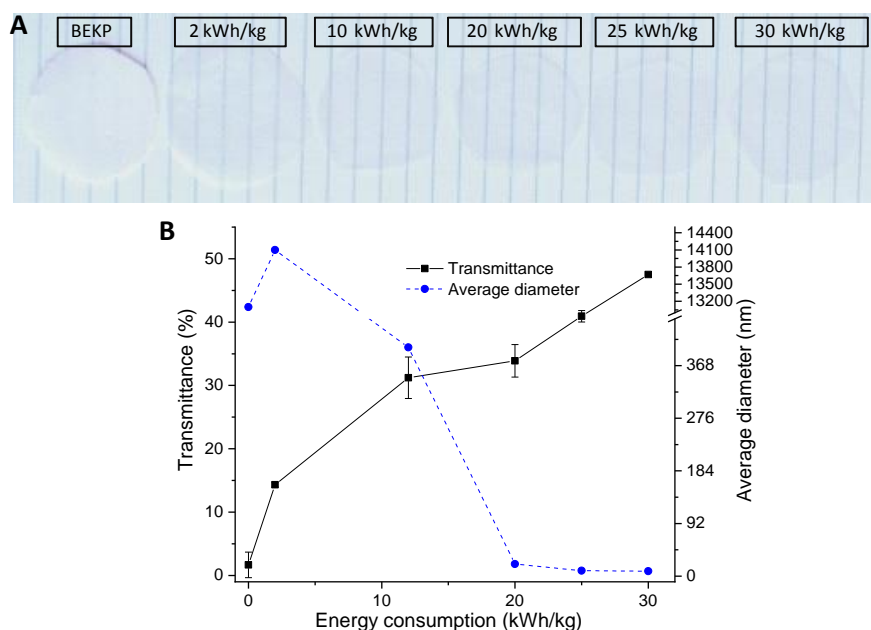 A
BEKP 2 kWh/kg 10 kWh/kg 20 kWh/kg 25 kWh/kg 30 kWh/kg
B
Transmittance
Average diameter
Transmittance (%)
50
40
30
20
10
0
0 10 20 30
Energy consumption (kWh/kg)
14400
14100
13800
13500
13200
368
276
184
92
0
Average diameter (nm)